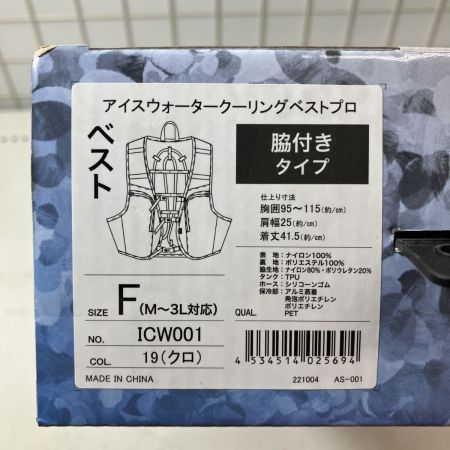 アイスウォータークーリングベストプロ
ベスト
脇付き
タイプ
仕上り寸法
胸囲95〜115(約/cm)
肩幅25(約/cm)
着丈41.5(約/cm)
表 地:ナイロン100%
裏 地:ポリエステル100%
脇生地:ナイロン80%・ポリウレタン20%
タンク:TPU
ホース:シリコーンゴム
保冷部:アルミ蒸着
発泡ポリエチレン
ポリエチレン
QUAL. PET
SIZE F(M〜3L対応)
NO. ICW001
COL. 19(クロ)
MADE IN CHINA
4 534514 025694
221004 AS-001